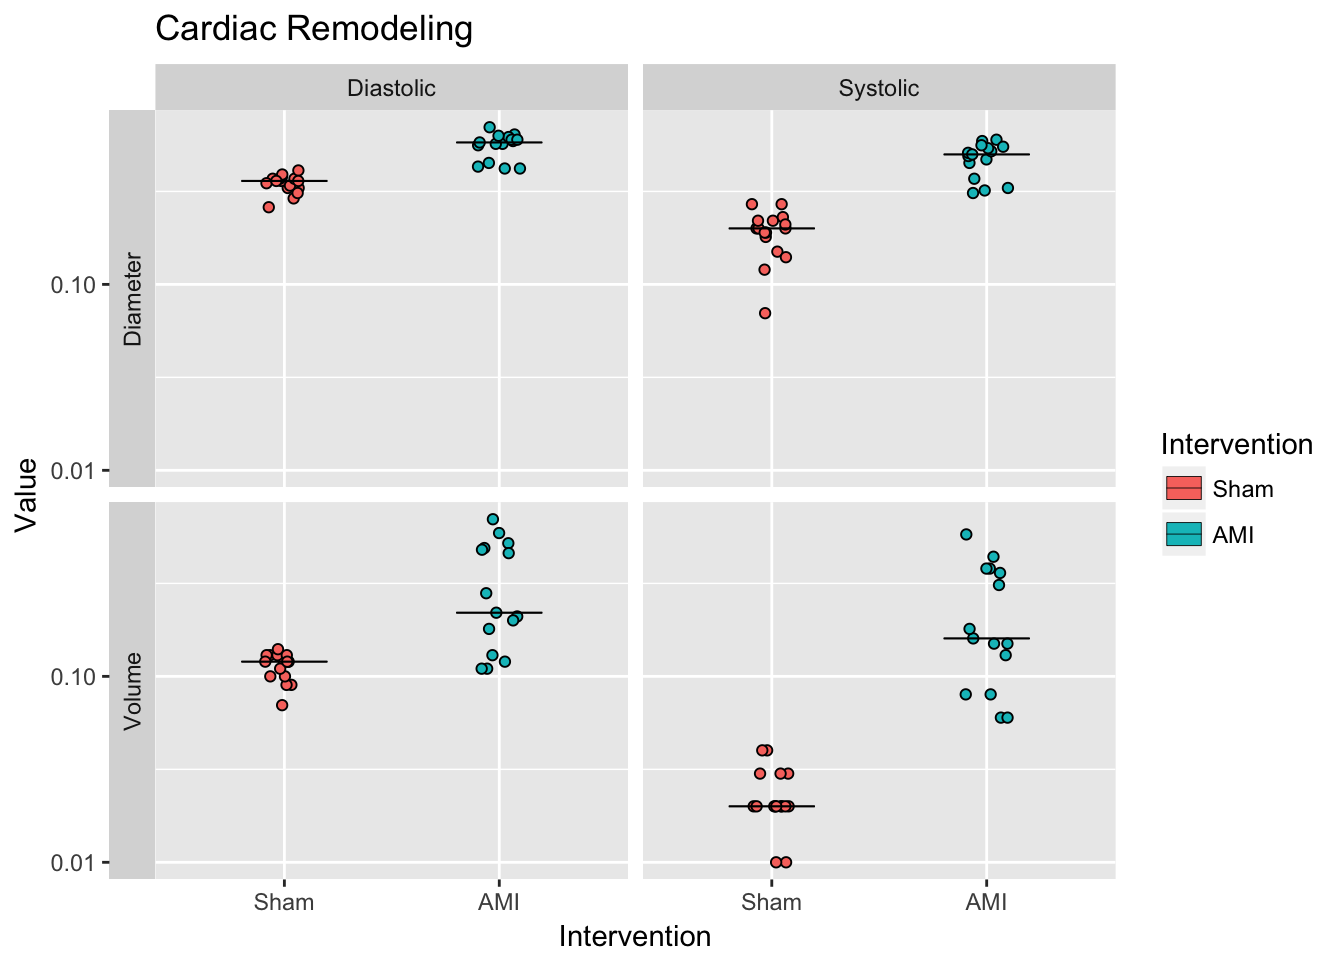 Cardiac Remodeling
Diastolic
Systolic
Diameter
0.10
0.01
Value
Volume
0.10
0.01
Sham
AMI
Sham
AMI
Intervention
Intervention
Sham
AMI